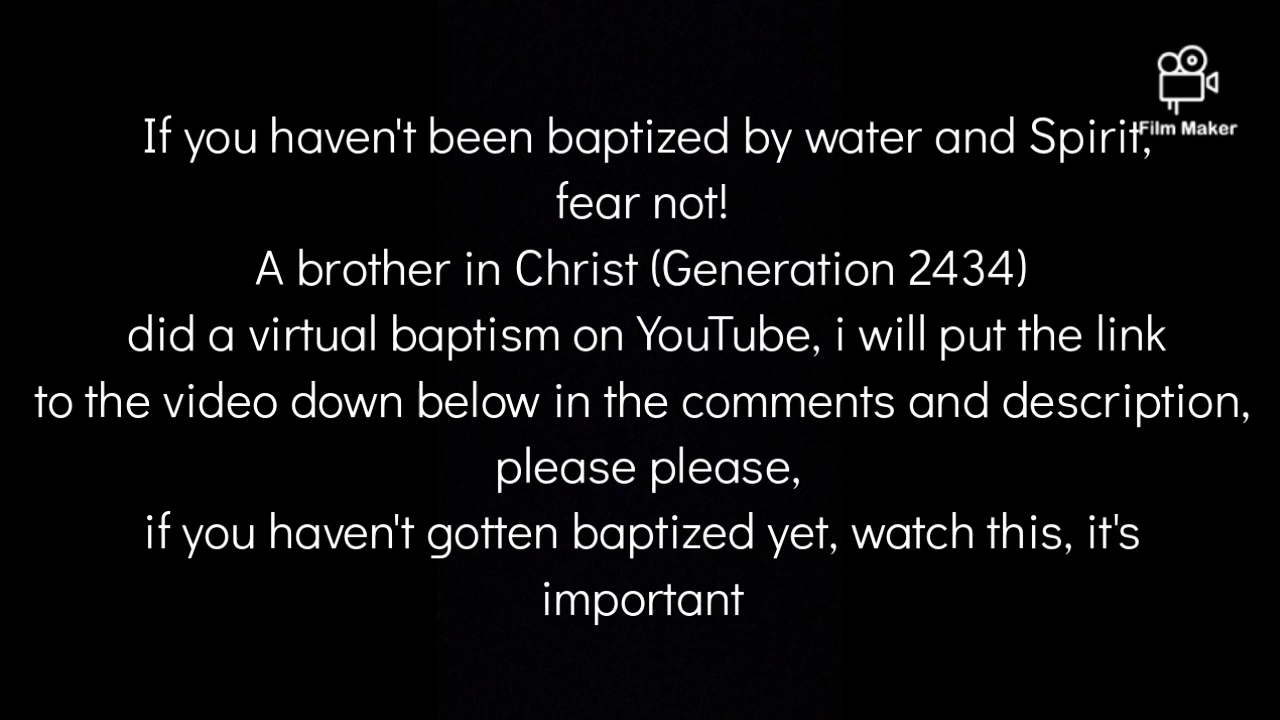 If you haven't been baptized by water and Spirit,
Film Maker
fear not!
A brother in Christ (Generation 2434)
did a virtual baptism on YouTube, i will put the link
to the video down below in the comments and description,
please please,
if you haven't gotten baptized yet, watch this, it's
important